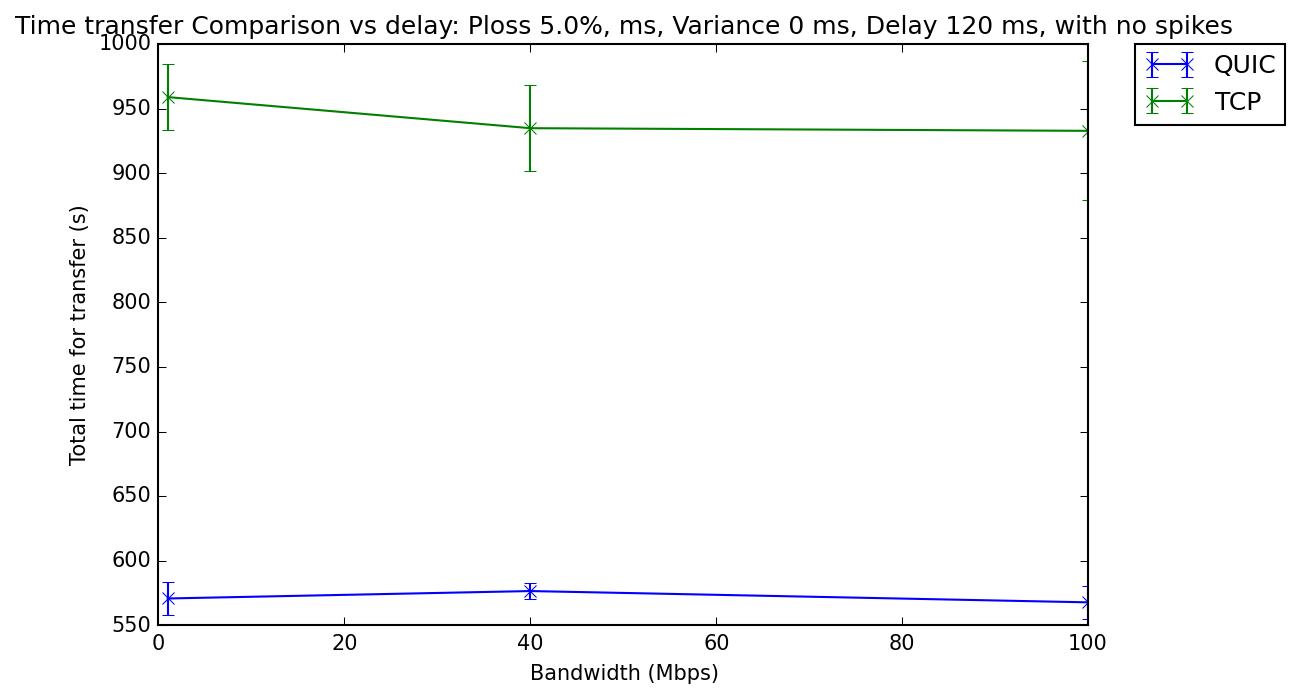 Time transfer Comparison vs delay: Ploss 5.0%, ms, Variance 0 ms, Delay 120 ms, with no spikes
1000
950
900
850
800
750
700
650
600
550
Total time for transfer (s)
0 20 40 60 80 100
Bandwidth (Mbps)
QUIC
TCP